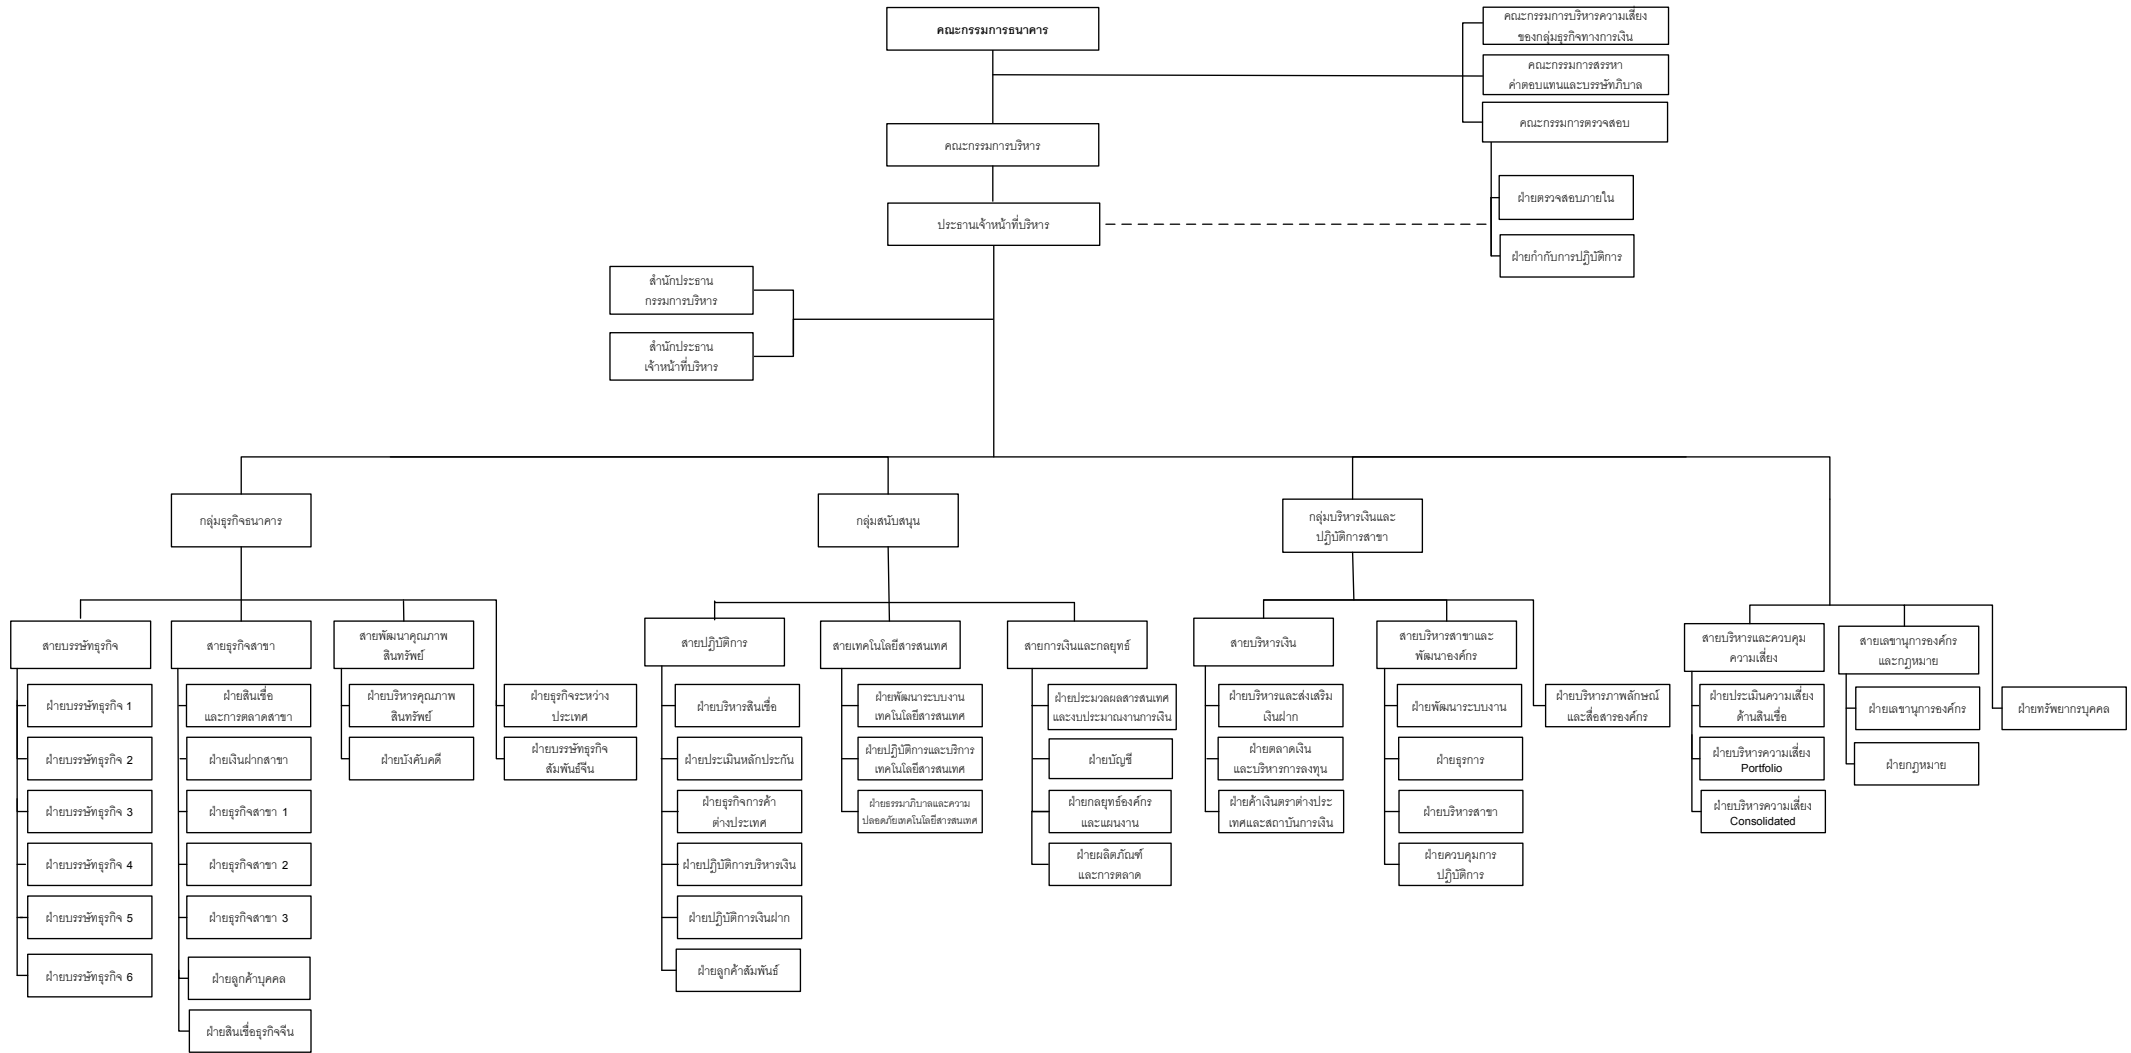 คณะกรรมการธนาคาร
คณะกรรมการบริหารความเสี่ยง
ของกลุ่มธุรกิจทางการเงิน
คณะกรรมการสรรหา
ค่าตอบแทนและบรรษัทภิบาล
คณะกรรมการตรวจสอบ
คณะกรรมการบริหาร
ฝ่ายตรวจสอบภายใน
ประธานเจ้าหน้าที่บริหาร
ฝ่ายกำกับการปฏิบัติการ
สำนักประธาน
กรรมการบริหาร
สำนักประธาน
เจ้าหน้าที่บริหาร
กลุ่มธุรกิจธนาคาร
กลุ่มสนับสนุน
กลุ่มบริหารเงินและ
ปฏิบัติการสาขา
สายบรรษัทธุรกิจ
ฝ่ายบรรษัทธุรกิจ 1
ฝ่ายบรรษัทธุรกิจ 2
ฝ่ายบรรษัทธุรกิจ 3
ฝ่ายบรรษัทธุรกิจ 4
ฝ่ายบรรษัทธุรกิจ 5
ฝ่ายบรรษัทธุรกิจ 6
สายธุรกิจสาขา
ฝ่ายสินเชื่อ
และการตลาดสาขา
ฝ่ายเงินฝากสาขา
ฝ่ายธุรกิจสาขา 1
ฝ่ายธุรกิจสาขา 2
ฝ่ายธุรกิจสาขา 3
ฝ่ายลูกค้าบุคคล
ฝ่ายสินเชื่อธุรกิจจีน
สายพัฒนาคุณภาพ
สินทรัพย์
ฝ่ายบริหารคุณภาพ
สินทรัพย์
ฝ่ายบังคับคดี
ฝ่ายธุรกิจระหว่าง
ประเทศ
ฝ่ายบรรษัทธุรกิจ
สัมพันธ์จีน
สายปฏิบัติการ
ฝ่ายบริหารสินเชื่อ
ฝ่ายประเมินหลักประกัน
ฝ่ายธุรกิจการค้า
ต่างประเทศ
ฝ่ายปฏิบัติการบริหารเงิน
ฝ่ายปฏิบัติการเงินฝาก
ฝ่ายลูกค้าสัมพันธ์
สายเทคโนโลยีสารสนเทศ
ฝ่ายพัฒนาระบบงาน
เทคโนโลยีสารสนเทศ
ฝ่ายปฏิบัติการและบริการ
เทคโนโลยีสารสนเทศ
ฝ่ายธรรมาภิบาลและความ
ปลอดภัยเทคโนโลยีสารสนเทศ
สายการเงินและกลยุทธ์
ฝ่ายประมวลผลสารสนเทศ
และงบประมาณงานการเงิน
ฝ่ายบัญชี
ฝ่ายกลยุทธ์องค์กร
และแผนงาน
ฝ่ายผลิตภัณฑ์
และการตลาด
สายบริหารเงิน
ฝ่ายบริหารและส่งเสริม
เงินฝาก
ฝ่ายตลาดเงิน
และบริหารการลงทุน
ฝ่ายค้าเงินตราต่างประ
เทศและสถาบันการเงิน
สายบริหารสาขาและ
พัฒนาองค์กร
ฝ่ายพัฒนาระบบงาน
ฝ่ายธุรการ
ฝ่ายบริหารสาขา
ฝ่ายควบคุมการ
ปฏิบัติการ
ฝ่ายบริหารภาพลักษณ์
และสื่อสารองค์กร
สายบริหารและควบคุม
ความเสี่ยง
ฝ่ายประเมินความเสี่ยง
ด้านสินเชื่อ
ฝ่ายบริหารความเสี่ยง
Portfolio
ฝ่ายบริหารความเสี่ยง
Consolidated
สายเลขานุการองค์กร
และกฎหมาย
ฝ่ายเลขานุการองค์กร
ฝ่ายกฎหมาย
ฝ่ายทรัพยากรบุคคล